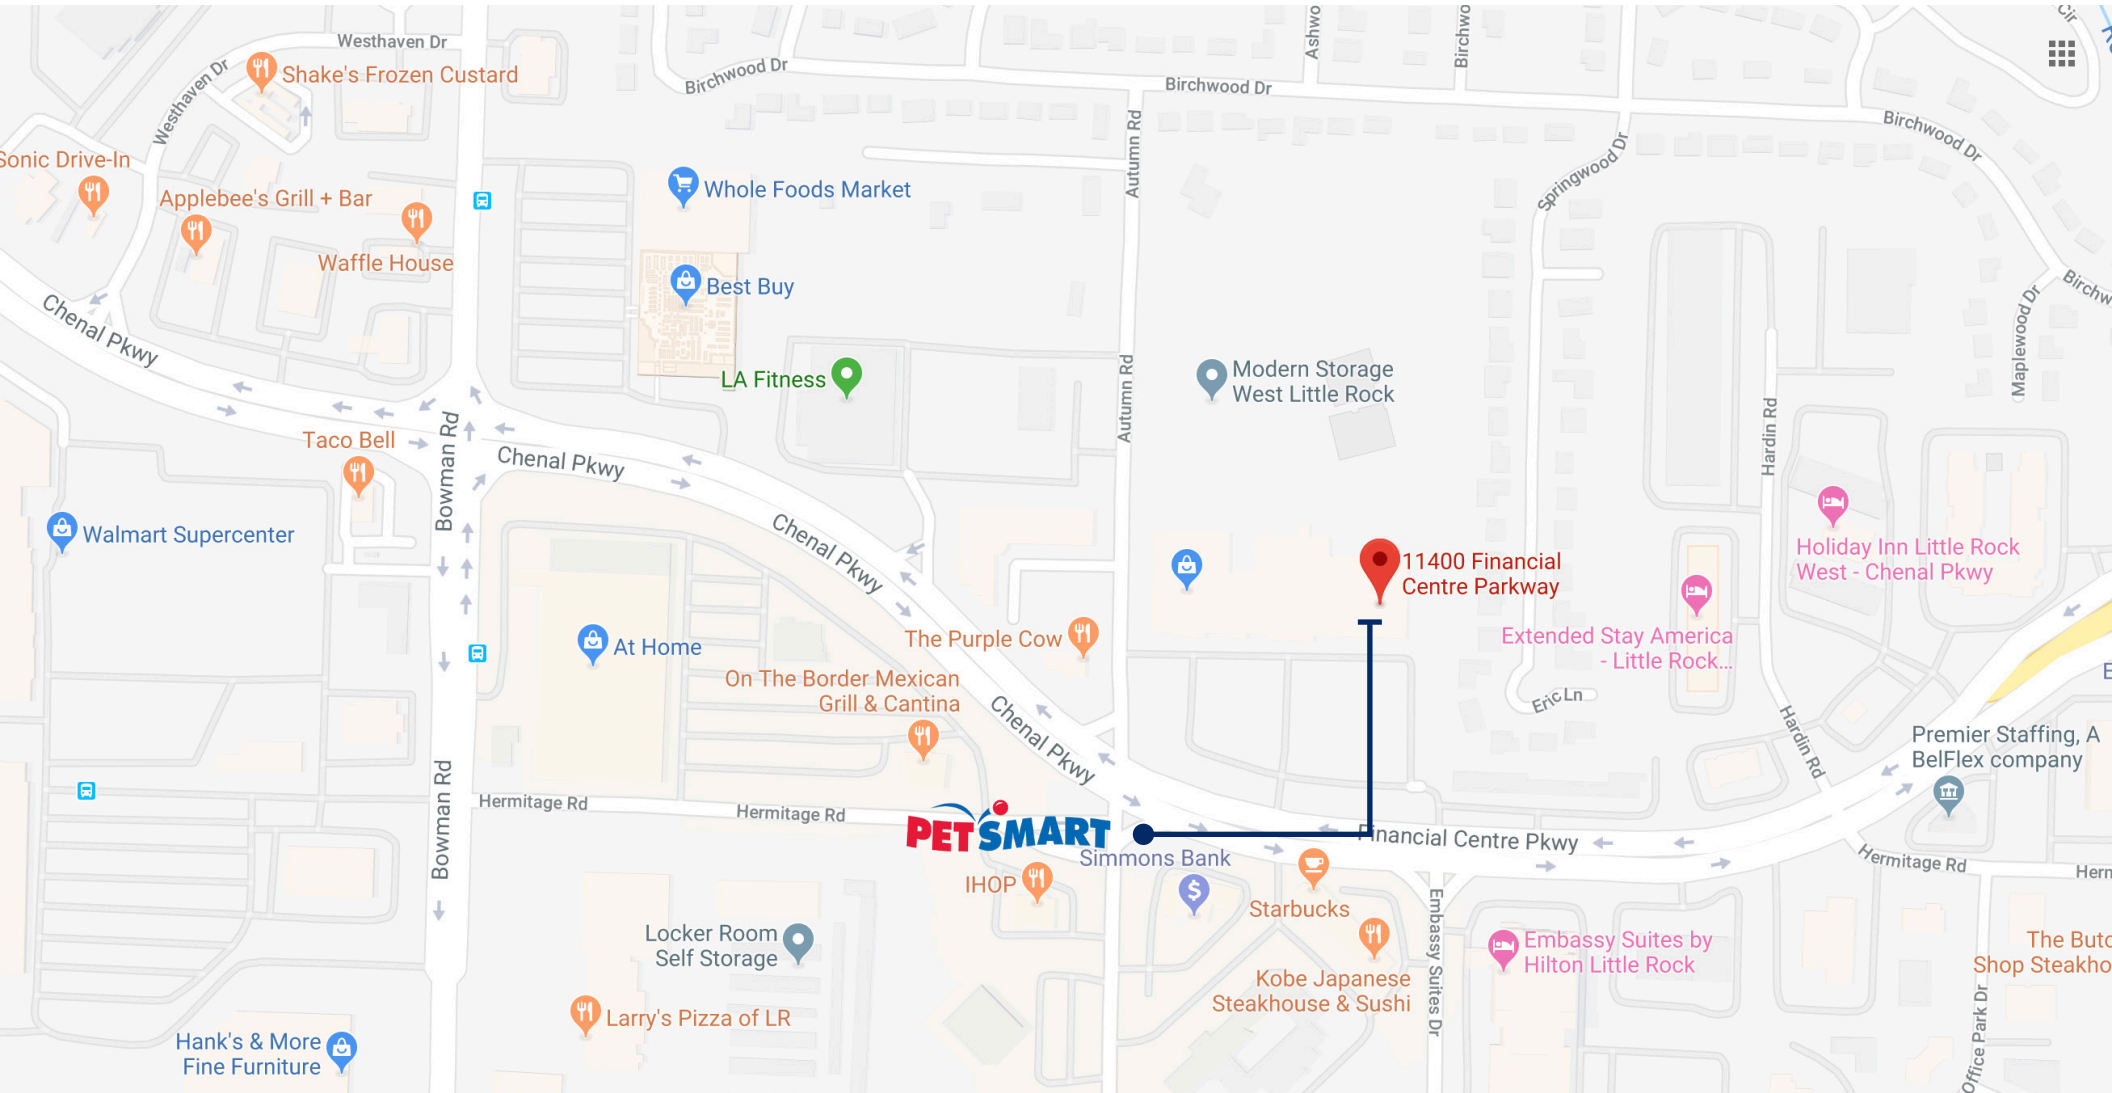 Westhaven Dr
Shake's Frozen Custard
Westhaven Dr
Birchwood Dr
Birchwood Dr
Ashwo
Birchwo
Cir
Sonic Drive-In
Applebee's Grill + Bar
Waffle House
Whole Foods Market
Best Buy
Autumn Rd
Springwood Dr
Birchwood Dr
Birchw
Maplewood Dr
Chenal Pkwy
LA Fitness
Modern Storage
West Little Rock
Autumn Rd
Hardin Rd
Taco Bell
Bowman Rd
Chenal Pkwy
Walmart Supercenter
Chenal Pkwy
11400 Financial
Centre Parkway
Holiday Inn Little Rock
West - Chenal Pkwy
At Home
The Purple Cow
Extended Stay America
- Little Rock...
On The Border Mexican
Grill & Cantina
Chenal Pkwy
Eric Ln
Hardin Rd
Premier Staffing, A
BelFlex company
Bowman Rd
Hermitage Rd
Hermitage Rd
PETSMART
Financial Centre Pkwy
Simmons Bank
Hermitage Rd
Herm
IHOP
Starbucks
Embassy Suites Dr
Locker Room
Self Storage
Kobe Japanese
Steakhouse & Sushi
Embassy Suites by
Hilton Little Rock
The Butc
Shop Steakho
Office Park Dr
Larry's Pizza of LR
Hank's & More
Fine Furniture